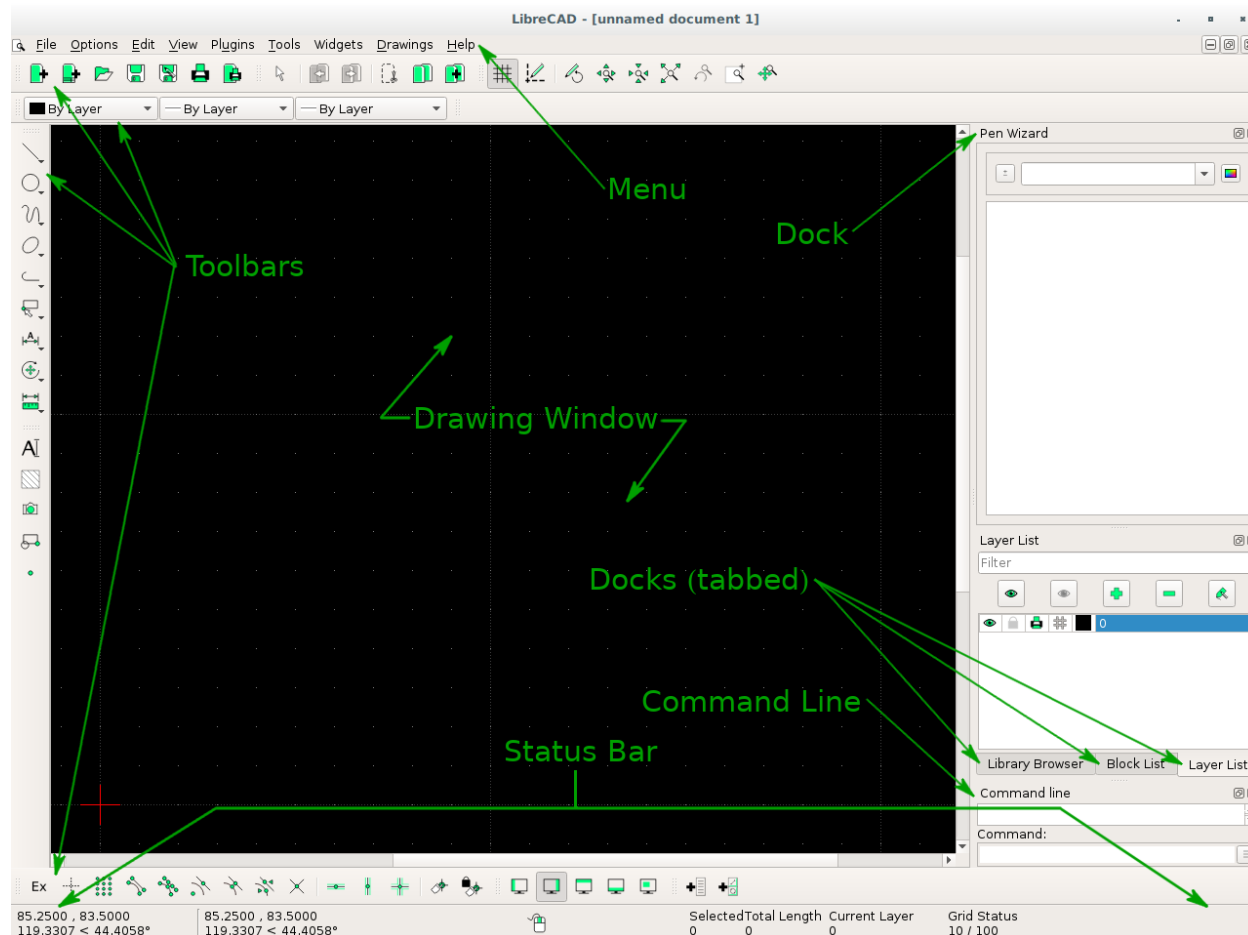 LibreCAD - [unnamed document 1]
File Options Edit View Plugins Tools Widgets Drawings Help
By Layer By Layer By Layer
Pen Wizard
Menu
Dock
Toolbars
Drawing Window
Layer List
Filter
Docks (tabbed)
0
Command Line
Status Bar
Library Browser Block List Layer List
Command line
Command:
Ex
85.2500 , 83.5000 85.2500 , 83.5000 Selected Total Length Current Layer Grid Status
119.3307 < 44.4058° 119.3307 < 44.4058° 0 0 0 10 / 100